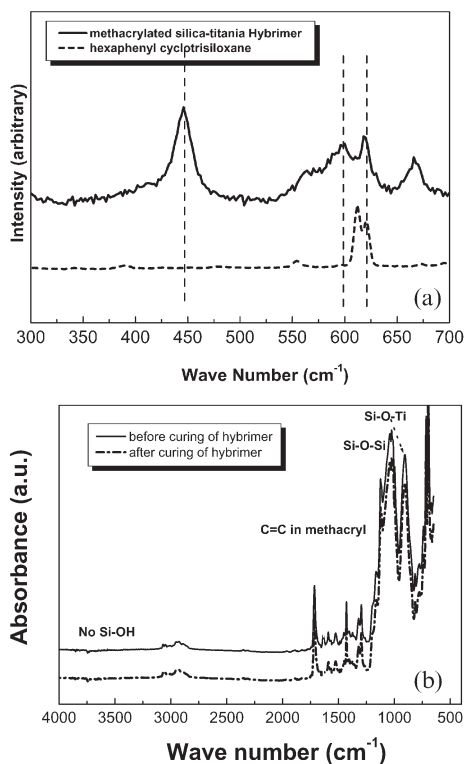 methacrylated silica-titania Hybrimer
hexaphenyl cyclotrisiloxane
Intensity (arbitrary)
(a)
300 350 400 450 500 550 600 650 700
Wave Number (cm-1)
Si-O-Ti
before curing of hybrimer
after curing of hybrimer
Si-O-Si
C=C in methacryl
Absorbance (a.u.)
No Si-OH
(b)
4000 3500 3000 2500 2000 1500 1000 500
Wave number (cm-1)